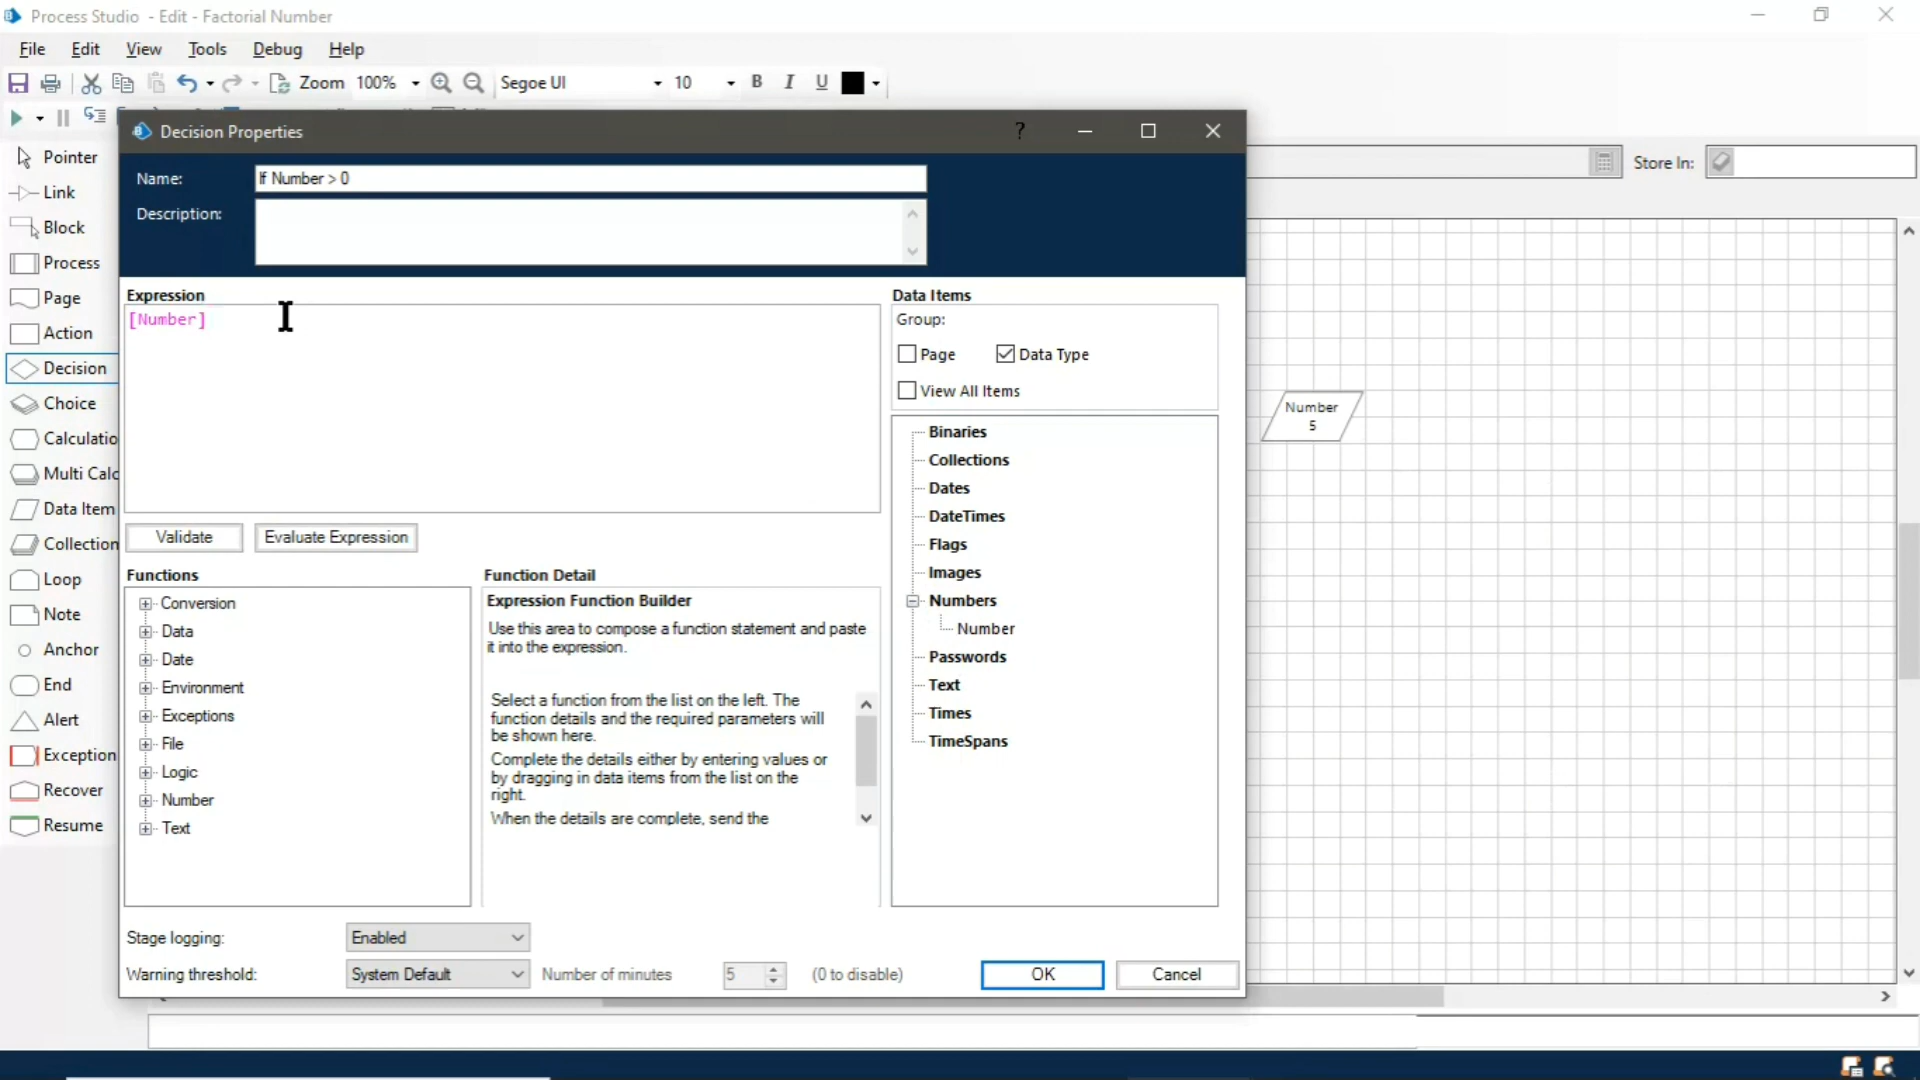 Process Studio - Edit - Factorial Number
File Edit View Tools Debug Help
Zoom 100% Segoe UI 10 B I U
Decision Properties ?
Pointer
Link
Block
Process
Page
Action
Decision
Choice
Calculatio
Multi Calc
Data Item
Collection
Loop
Note
Anchor
End
Alert
Exception
Recover
Resume
Name: If Number > 0
Description:
Store In:
Expression
[Number]
Validate Evaluate Expression
Functions
Conversion
Data
Date
Environment
Exceptions
File
Logic
Number
Text
Function Detail
Expression Function Builder
Use this area to compose a function statement and paste
it into the expression.
Select a function from the list on the left. The
function details and the required parameters will
be shown here.
Complete the details either by entering values or
by dragging in data items from the list on the
right.
When the details are complete, send the
Data Items
Group:
Page Data Type
View All Items
Binaries
Collections
Dates
DateTimes
Flags
Images
Numbers
Number
Passwords
Text
Times
TimeSpans
Number
5
Stage logging: Enabled
Warning threshold: System Default Number of minutes 5 (0 to disable)
OK Cancel